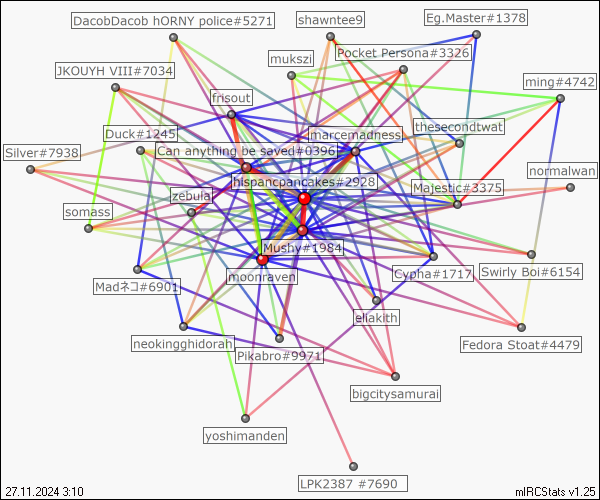 DacobDacob hORNY police#5271
shawntee9
Eg.Master#1378
Pocket Persona#3326
mukszi
JKOUYH VIII#7034
ming#4742
frisout
Duck#1245
marcemadness
thesecondtwat
Can anything be saved#0396
Silver#7938
hispancpancakes#2928
normalwan
Majestic#3375
zebula
somass
Mushy#1984
moonraven
Cypha#1717
Swirly Boi#6154
Madネコ#6901
eliakith
neokingghidorah
Pikabro#9971
Fedora Stoat#4479
bigcitysamurai
yoshimanden
LPK2387 #7690
27.11.2024 3:10
mIRCStats v1.25